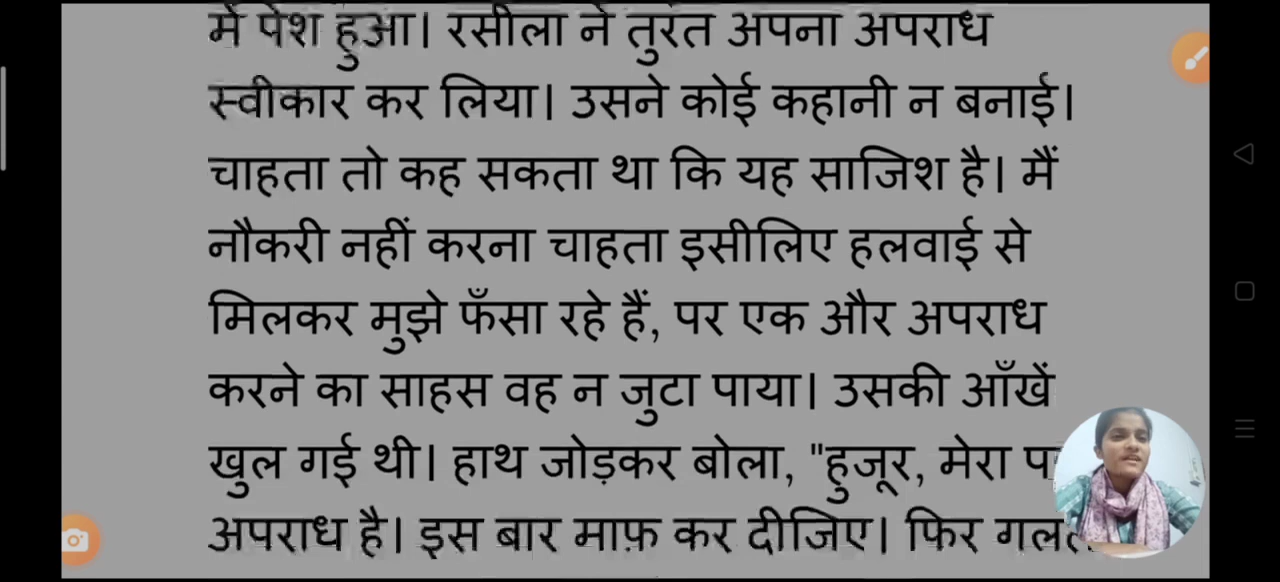 में पेश हुआ। रसीला ने तुरंत अपना अपराध
स्वीकार कर लिया। उसने कोई कहानी न बनाई।
चाहता तो कह सकता था कि यह साजिश है। मैं
नौकरी नहीं करना चाहता इसीलिए हलवाई से
मिलकर मुझे फँसा रहे हैं, पर एक और अपराध
करने का साहस वह न जुटा पाया। उसकी आँखें
खुल गई थी। हाथ जोड़कर बोला, "हुजूर, मेरा
अपराध है। इस बार माफ़ कर दीजिए। फिर